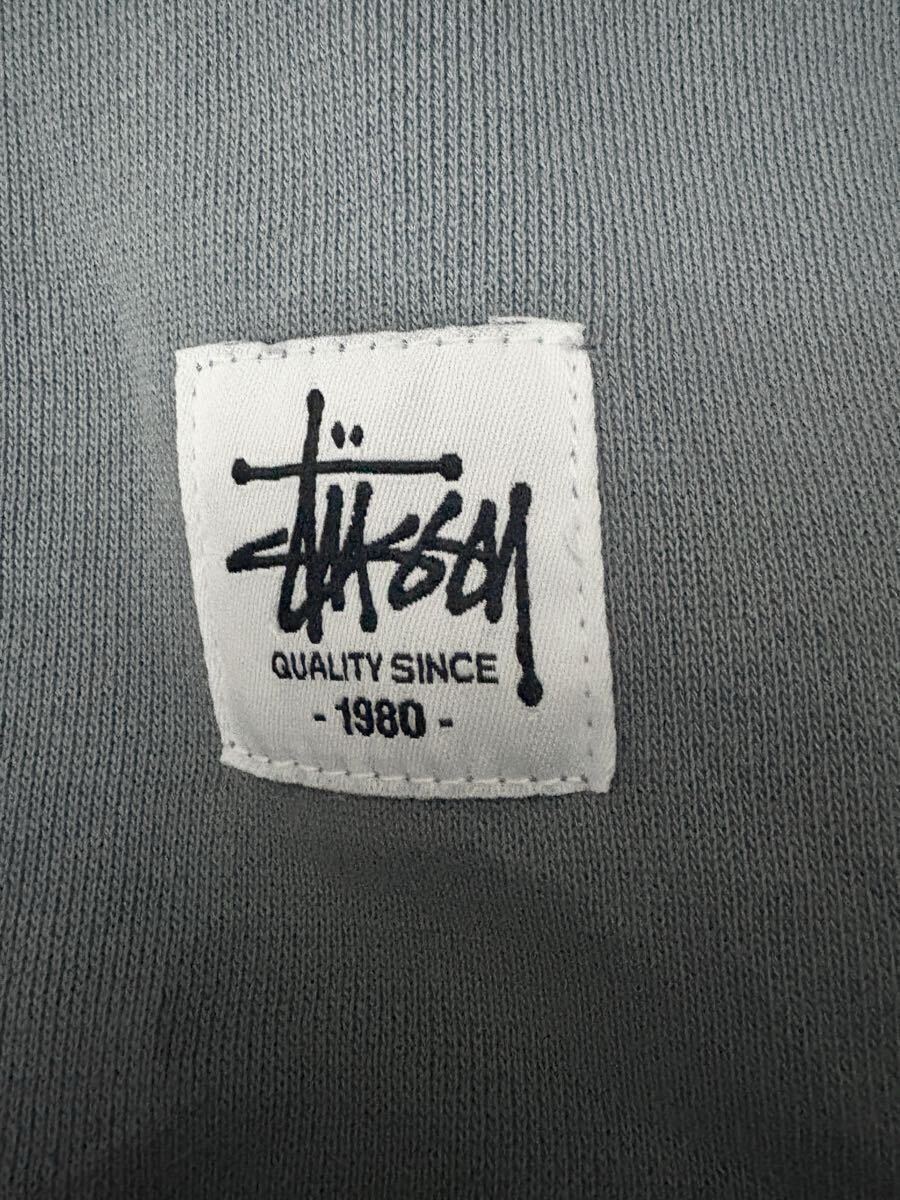 Stüssy
QUALITY SINCE
- 1980 -